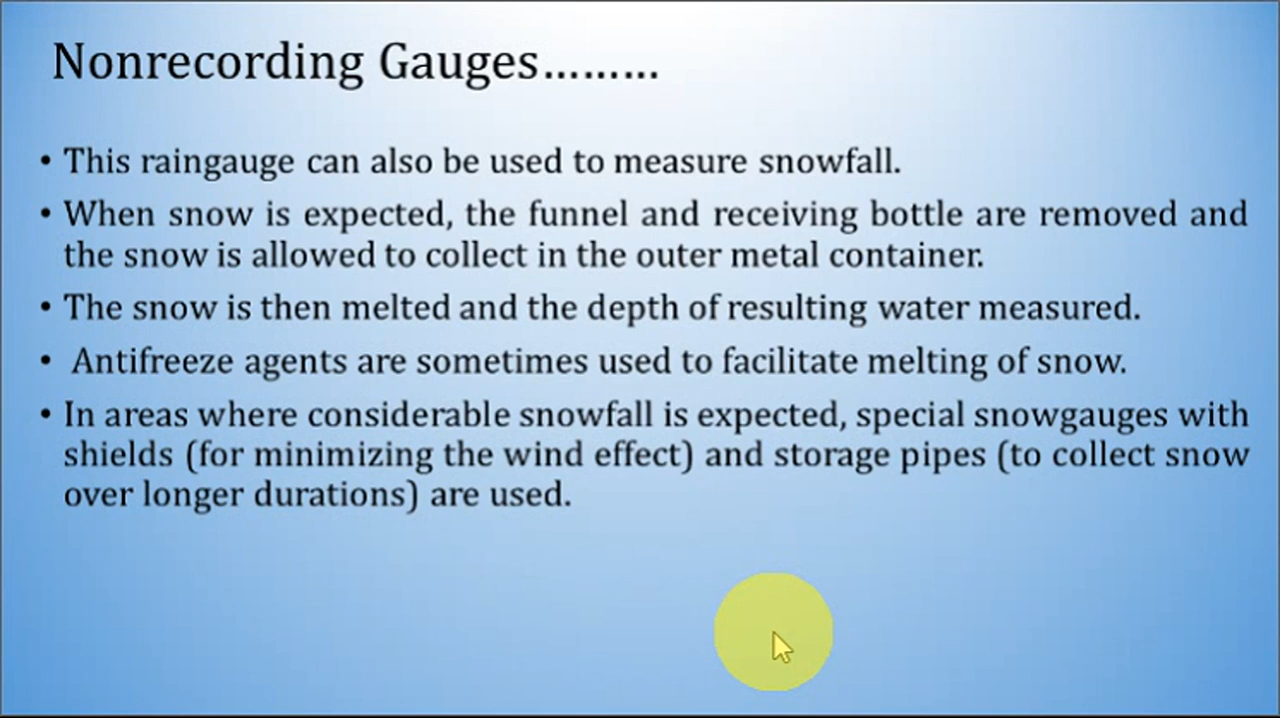 Nonrecording Gauges.........
• This raingauge can also be used to measure snowfall.
• When snow is expected, the funnel and receiving bottle are removed and
the snow is allowed to collect in the outer metal container.
• The snow is then melted and the depth of resulting water measured.
• Antifreeze agents are sometimes used to facilitate melting of snow.
• In areas where considerable snowfall is expected, special snowgauges with
shields (for minimizing the wind effect) and storage pipes (to collect snow
over longer durations) are used.